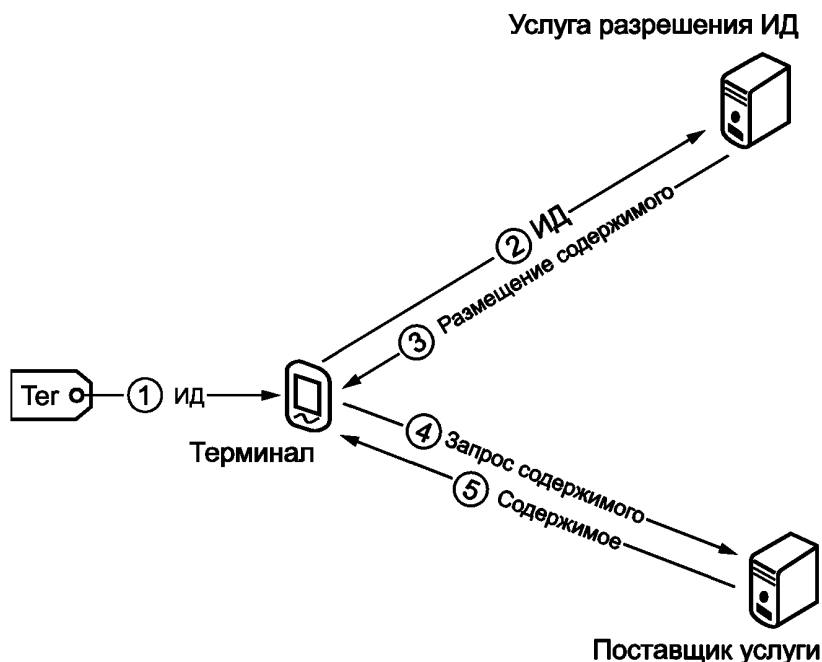 Услуга разрешения ИД
2 ИД
3 Размещение содержимого
Тег
1 ИД
Терминал
4 Запрос содержимого
5 Содержимое
Поставщик услуги